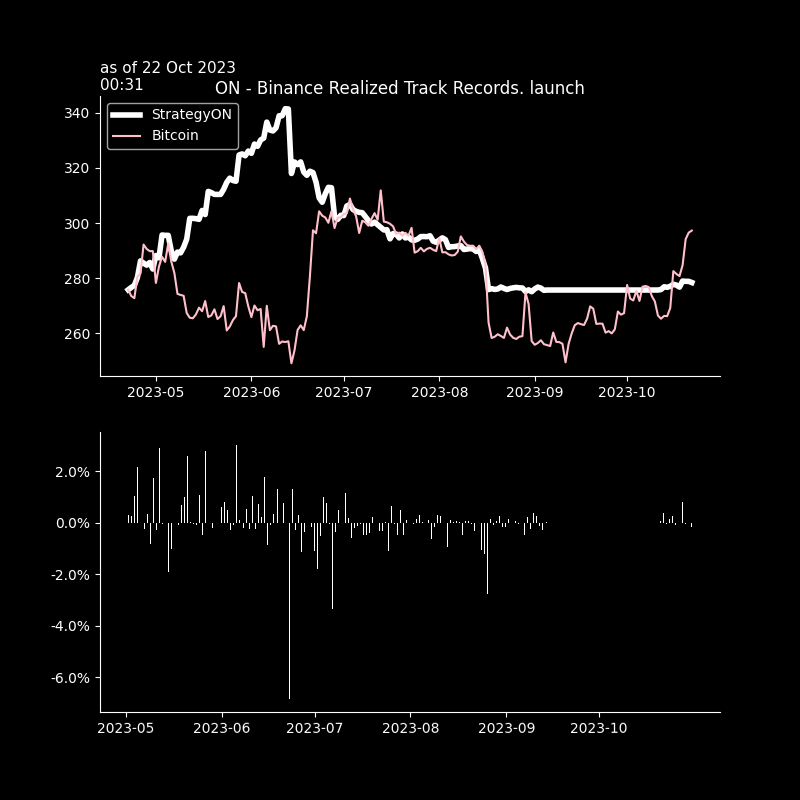 as of 22 Oct 2023
00:31
ON - Binance Realized Track Records. launch
StrategyON
Bitcoin
340
320
300
280
260
2023-05 2023-06 2023-07 2023-08 2023-09 2023-10
2.0%
0.0%
-2.0%
-4.0%
-6.0%
2023-05 2023-06 2023-07 2023-08 2023-09 2023-10